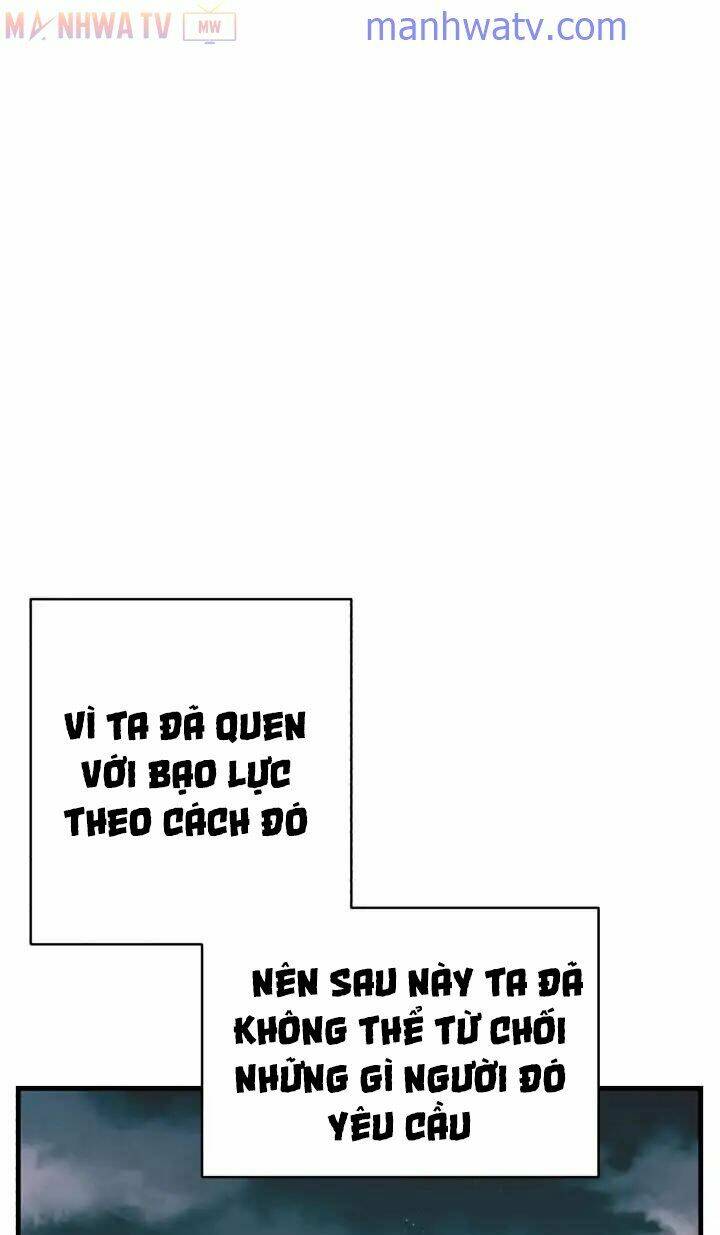 MANHWA TV MW
manhwatv.com
VÌ TA ĐÃ QUEN
VỚI BẠO LỰC
THEO CÁCH ĐÓ
NÊN SAU NÀY TA ĐÃ
KHÔNG THỂ TỪ CHỐI
NHỮNG GÌ NGƯỜI ĐÓ
YÊU CẦU